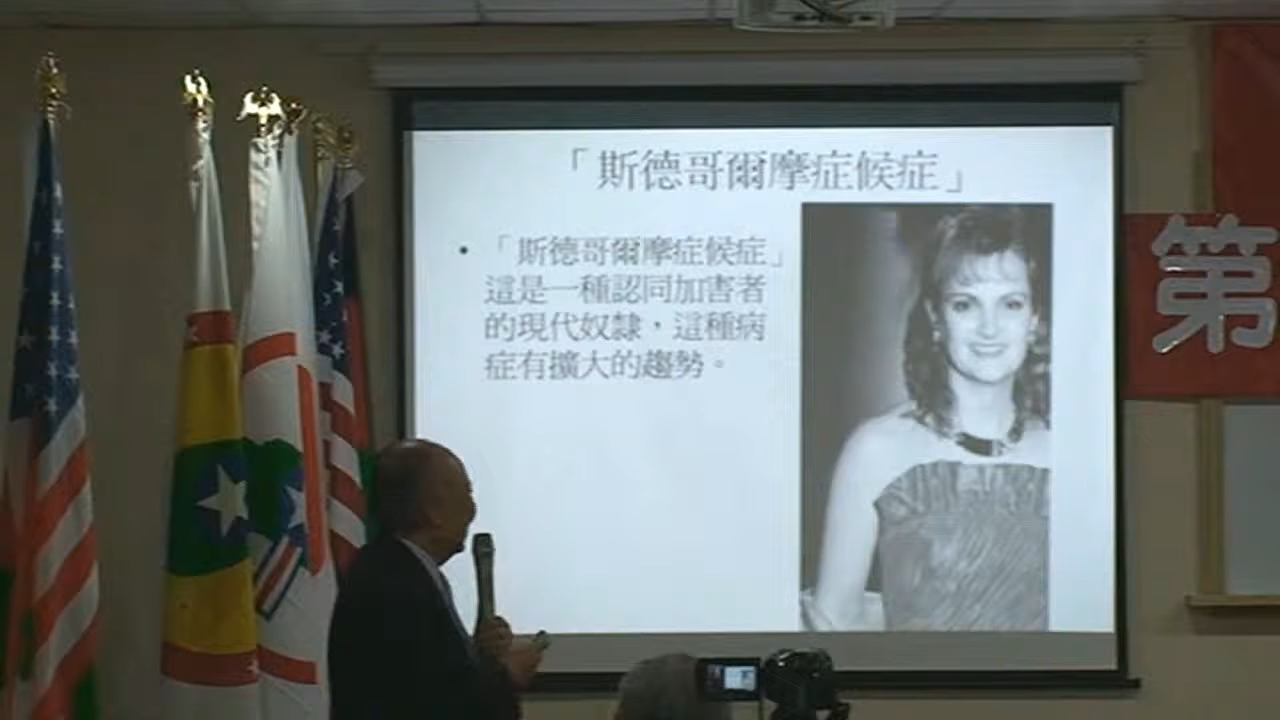 「斯德哥爾摩症候症」
•「斯德哥爾摩症候症」
這是一種認同加害者
的現代奴隸，這種病
症有擴大的趨勢。
第